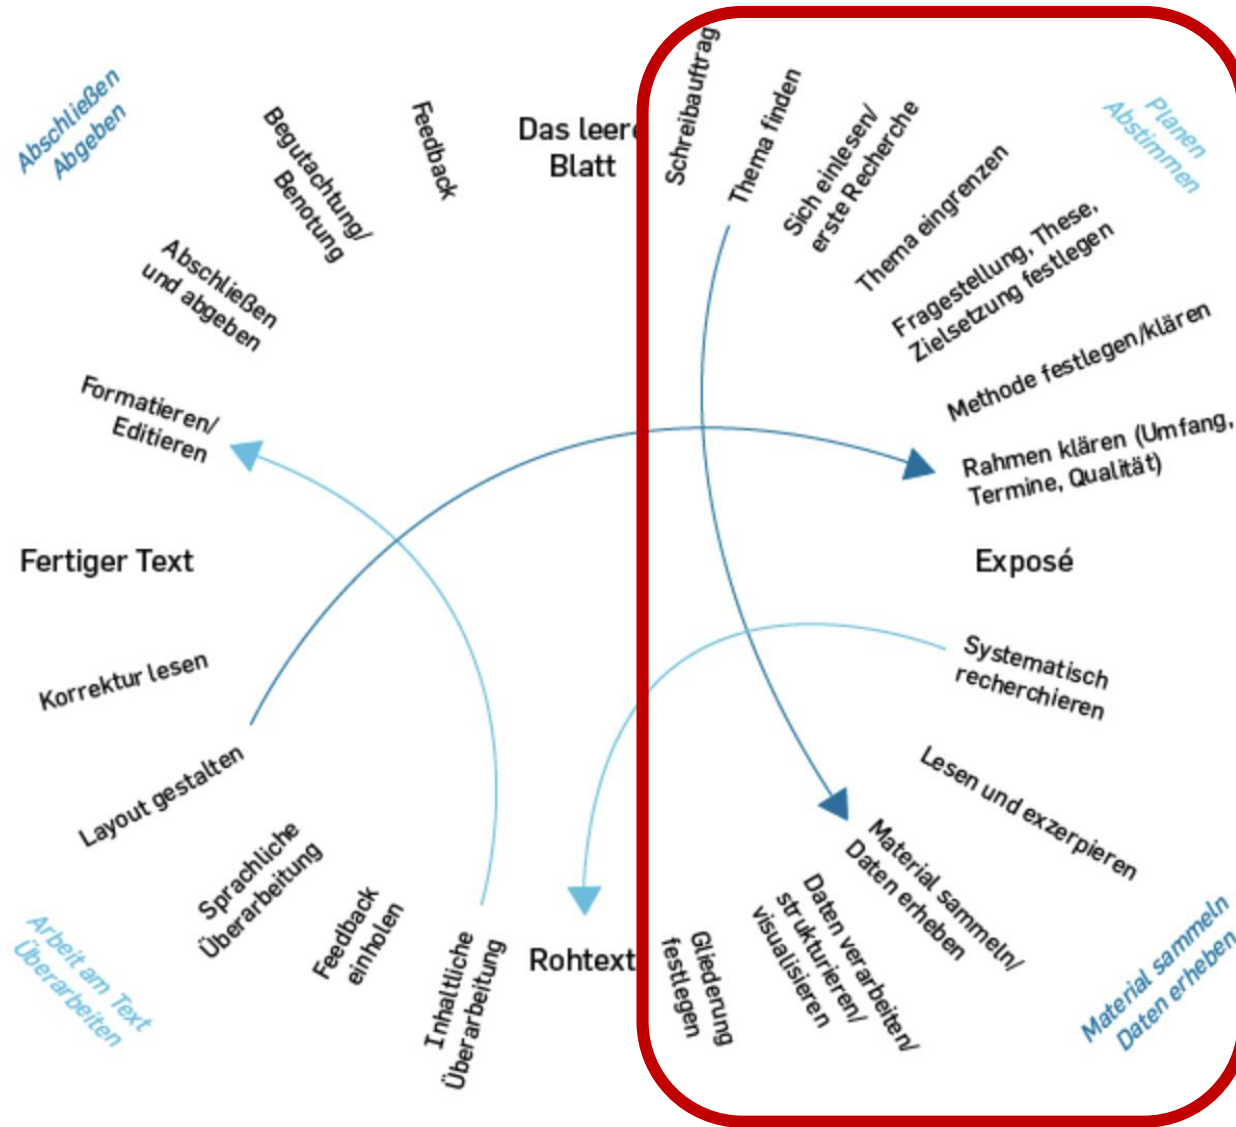 Das leere
Blatt
Schreibauftrag
Thema finden
Sich einlesen/
erste Recherche
Thema eingrenzen
Fragestellung, These,
Zielsetzung festlegen
Methode festlegen/klären
Rahmen klären (Umfang,
Termine, Qualität)
Planen
Abstimmen
Exposé
Systematisch
recherchieren
Lesen und exzerpieren
Material sammeln/
Daten erheben
Daten verarbeiten/
strukturieren/
visualisieren
Gliederung
festlegen
Material sammeln
Daten erheben
Rohtext
Inhaltliche
Überarbeitung
Feedback
einholen
Sprachliche
Überarbeitung
Layout gestalten
Korrektur lesen
Arbeit am Text
Überarbeiten
Fertiger Text
Formatieren/
Editieren
Abschließen
und abgeben
Begutachtung/
Benotung
Feedback
Abschließen
Abgeben